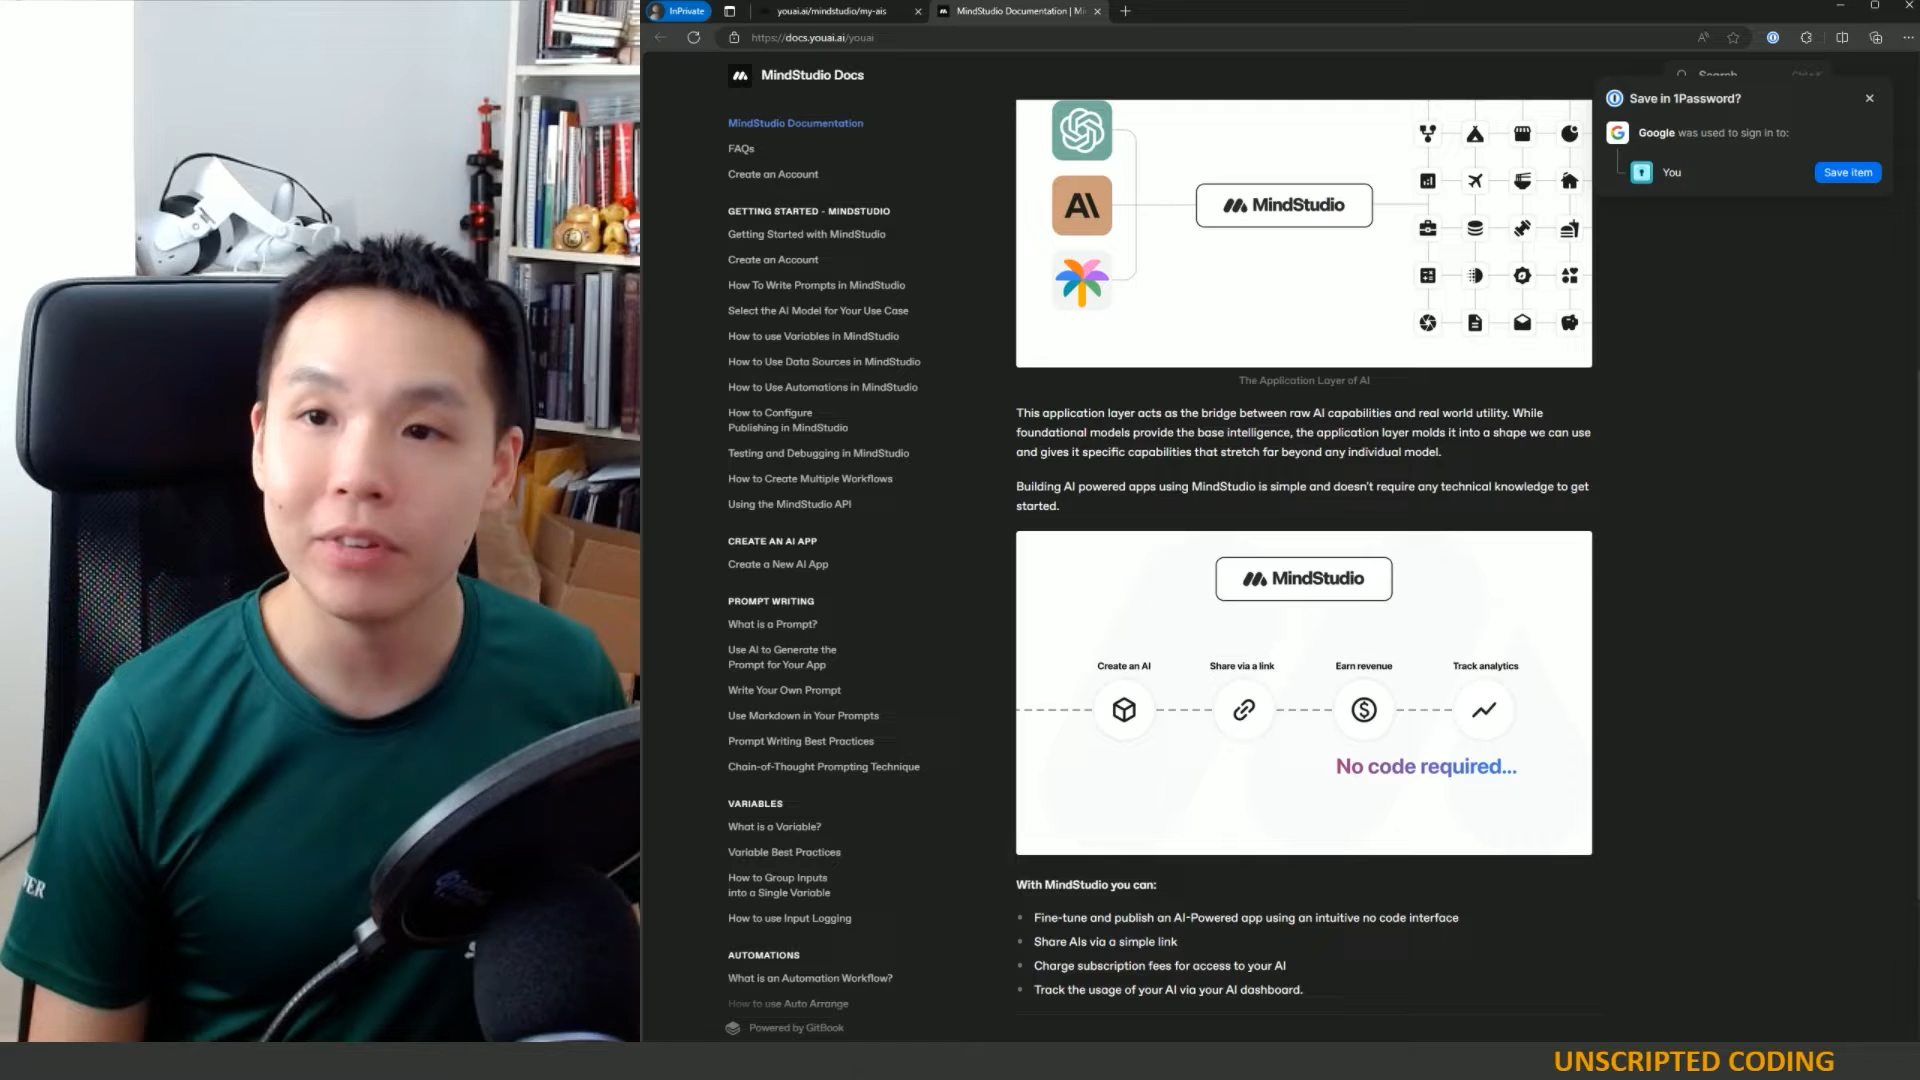 InPrivate
youai.ai/mindstudio/my-ais
MindStudio Documentation | Mi
https://docs.youai.ai/youai
MindStudio Docs
Search
Ctrl+K
MindStudio Documentation
FAQs
Create an Account
GETTING STARTED - MINDSTUDIO
Getting Started with MindStudio
Create an Account
How To Write Prompts in MindStudio
Select the AI Model for Your Use Case
How to use Variables in MindStudio
How to Use Data Sources in MindStudio
How to Use Automations in MindStudio
How to Configure
Publishing in MindStudio
Testing and Debugging in MindStudio
How to Create Multiple Workflows
Using the MindStudio API
CREATE AN AI APP
Create a New AI App
PROMPT WRITING
What is a Prompt?
Use AI to Generate the
Prompt for Your App
Write Your Own Prompt
Use Markdown in Your Prompts
Prompt Writing Best Practices
Chain-of-Thought Prompting Technique
VARIABLES
What is a Variable?
Variable Best Practices
How to Group Inputs
into a Single Variable
How to use Input Logging
AUTOMATIONS
What is an Automation Workflow?
How to use Auto Arrange
Powered by GitBook
AI
MindStudio
The Application Layer of AI
This application layer acts as the bridge between raw AI capabilities and real world utility. While
foundational models provide the base intelligence, the application layer molds it into a shape we can use
and gives it specific capabilities that stretch far beyond any individual model.
Building AI powered apps using MindStudio is simple and doesn't require any technical knowledge to get
started.
MindStudio
Create an AI
Share via a link
Earn revenue
Track analytics
No code required...
With MindStudio you can:
Fine-tune and publish an AI-Powered app using an intuitive no code interface
Share AIs via a simple link
Charge subscription fees for access to your AI
Track the usage of your AI via your AI dashboard.
Save in 1Password?
Google was used to sign in to:
You
Save item
UNSCRIPTED CODING